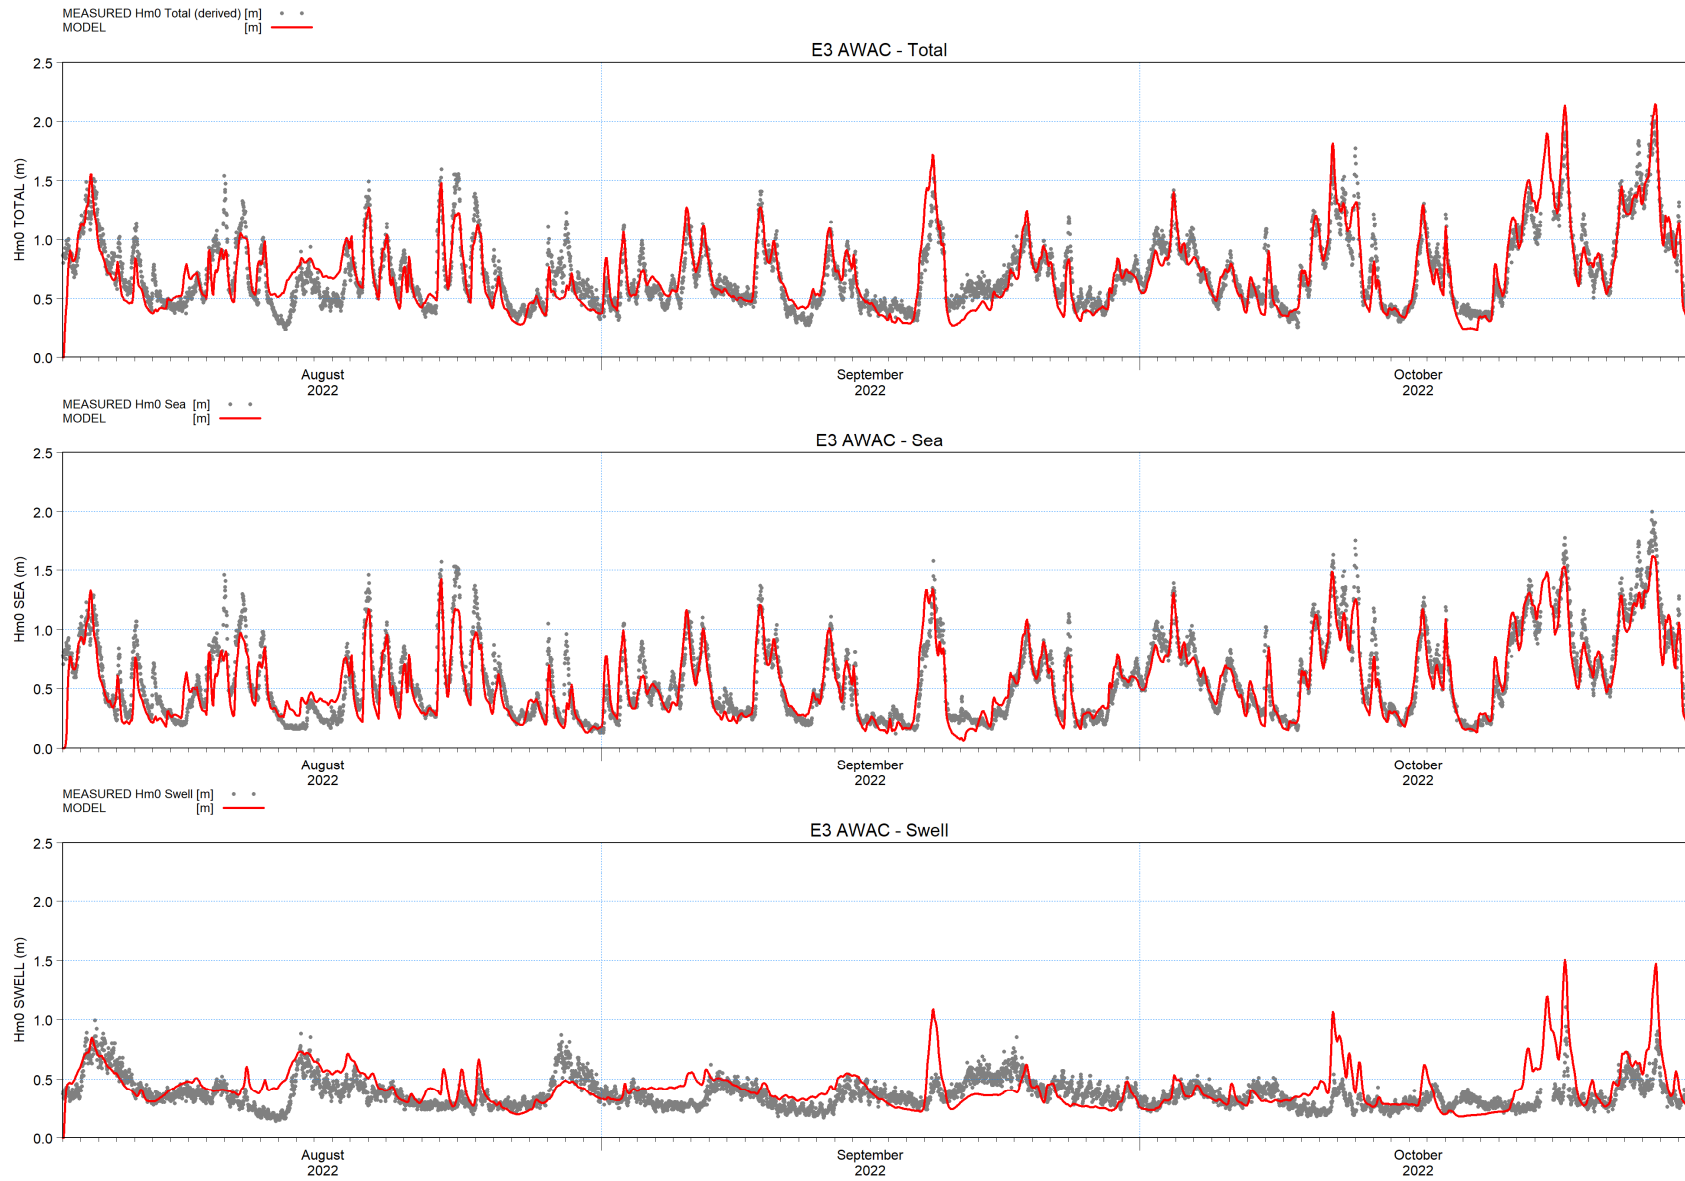 MEASURED Hm0 Total (derived) [m]
MODEL [m]
E3 AWAC - Total
Hm0 TOTAL (m)
2.5
2.0
1.5
1.0
0.5
0.0
August
2022
September
2022
October
2022
MEASURED Hm0 Sea [m]
MODEL [m]
E3 AWAC - Sea
Hm0 SEA (m)
2.5
2.0
1.5
1.0
0.5
0.0
August
2022
September
2022
October
2022
MEASURED Hm0 Swell [m]
MODEL [m]
E3 AWAC - Swell
Hm0 SWELL (m)
2.5
2.0
1.5
1.0
0.5
0.0
August
2022
September
2022
October
2022